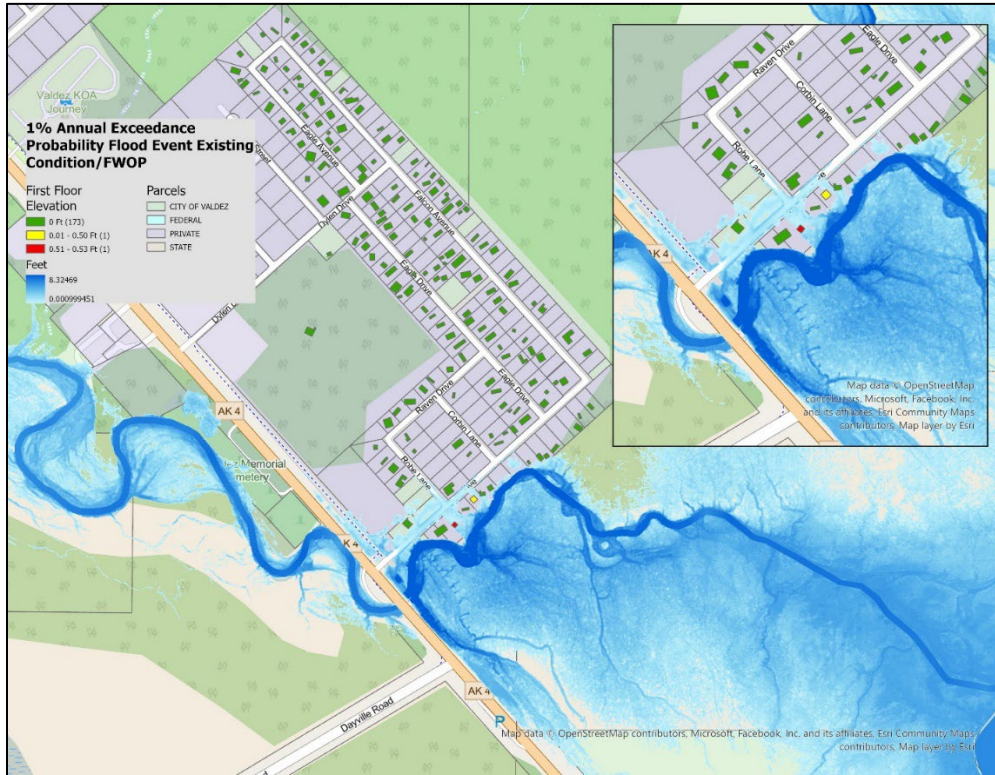 Valdez KOA
Journey
1% Annual Exceedance
Probability Flood Event Existing
Condition/FWOP
First Floor
Elevation
0 Ft (173)
0.01 - 0.50 Ft (1)
0.51 - 0.53 Ft (1)
Feet
8.32469
0.000999451
Parcels
CITY OF VALDEZ
FEDERAL
PRIVATE
STATE
Street
Eagle Avenue
Dylen Drive
Falcon Avenue
Eagle Drive
Raven Drive
Corbin Lane
Eagle Drive
Robe Lane
AK 4
ez Memorial
metery
K 4
AK 4
Dayville Road
P
Map data © OpenStreetMap contributors, Microsoft, Facebook, Inc. and its affiliates, Esri Community Maps
contributors, Map layer by Esri
Raven Drive
Eagle Drive
Corbin Lane
Robe Lane
AK 4
Map data © OpenStreetMap
contributors, Microsoft, Facebook, Inc.
and its affiliates, Esri Community Maps
contributors, Map layer by Esri